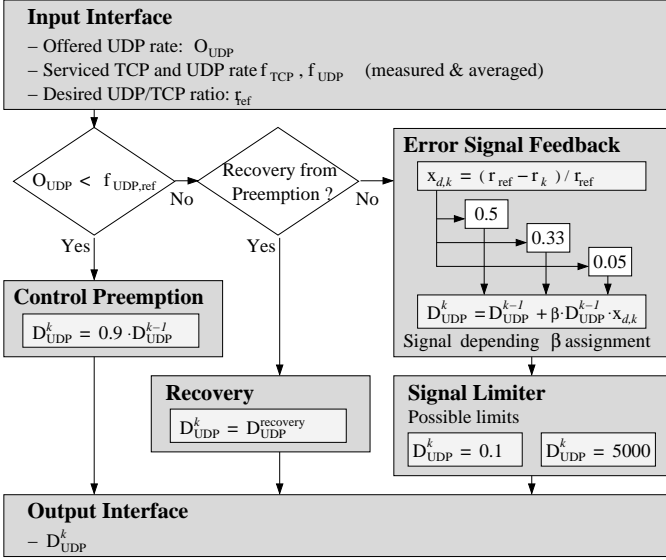 Input Interface
– Offered UDP rate: O_UDP
– Serviced TCP and UDP rate f_TCP , f_UDP (measured & averaged)
– Desired UDP/TCP ratio: r_ref
O_UDP < f_UDP,ref
No
Yes
Recovery from
Preemption ?
No
Yes
Error Signal Feedback
x_d,k = ( r_ref – r_k ) / r_ref
0.5
0.33
0.05
D^k_UDP = D^k-1_UDP + β·D^k-1_UDP·x_d,k
Signal depending β assignment
Control Preemption
D^k_UDP = 0.9 · D^k-1_UDP
Recovery
D^k_UDP = D^recovery_UDP
Signal Limiter
Possible limits
D^k_UDP = 0.1
D^k_UDP = 5000
Output Interface
– D^k_UDP